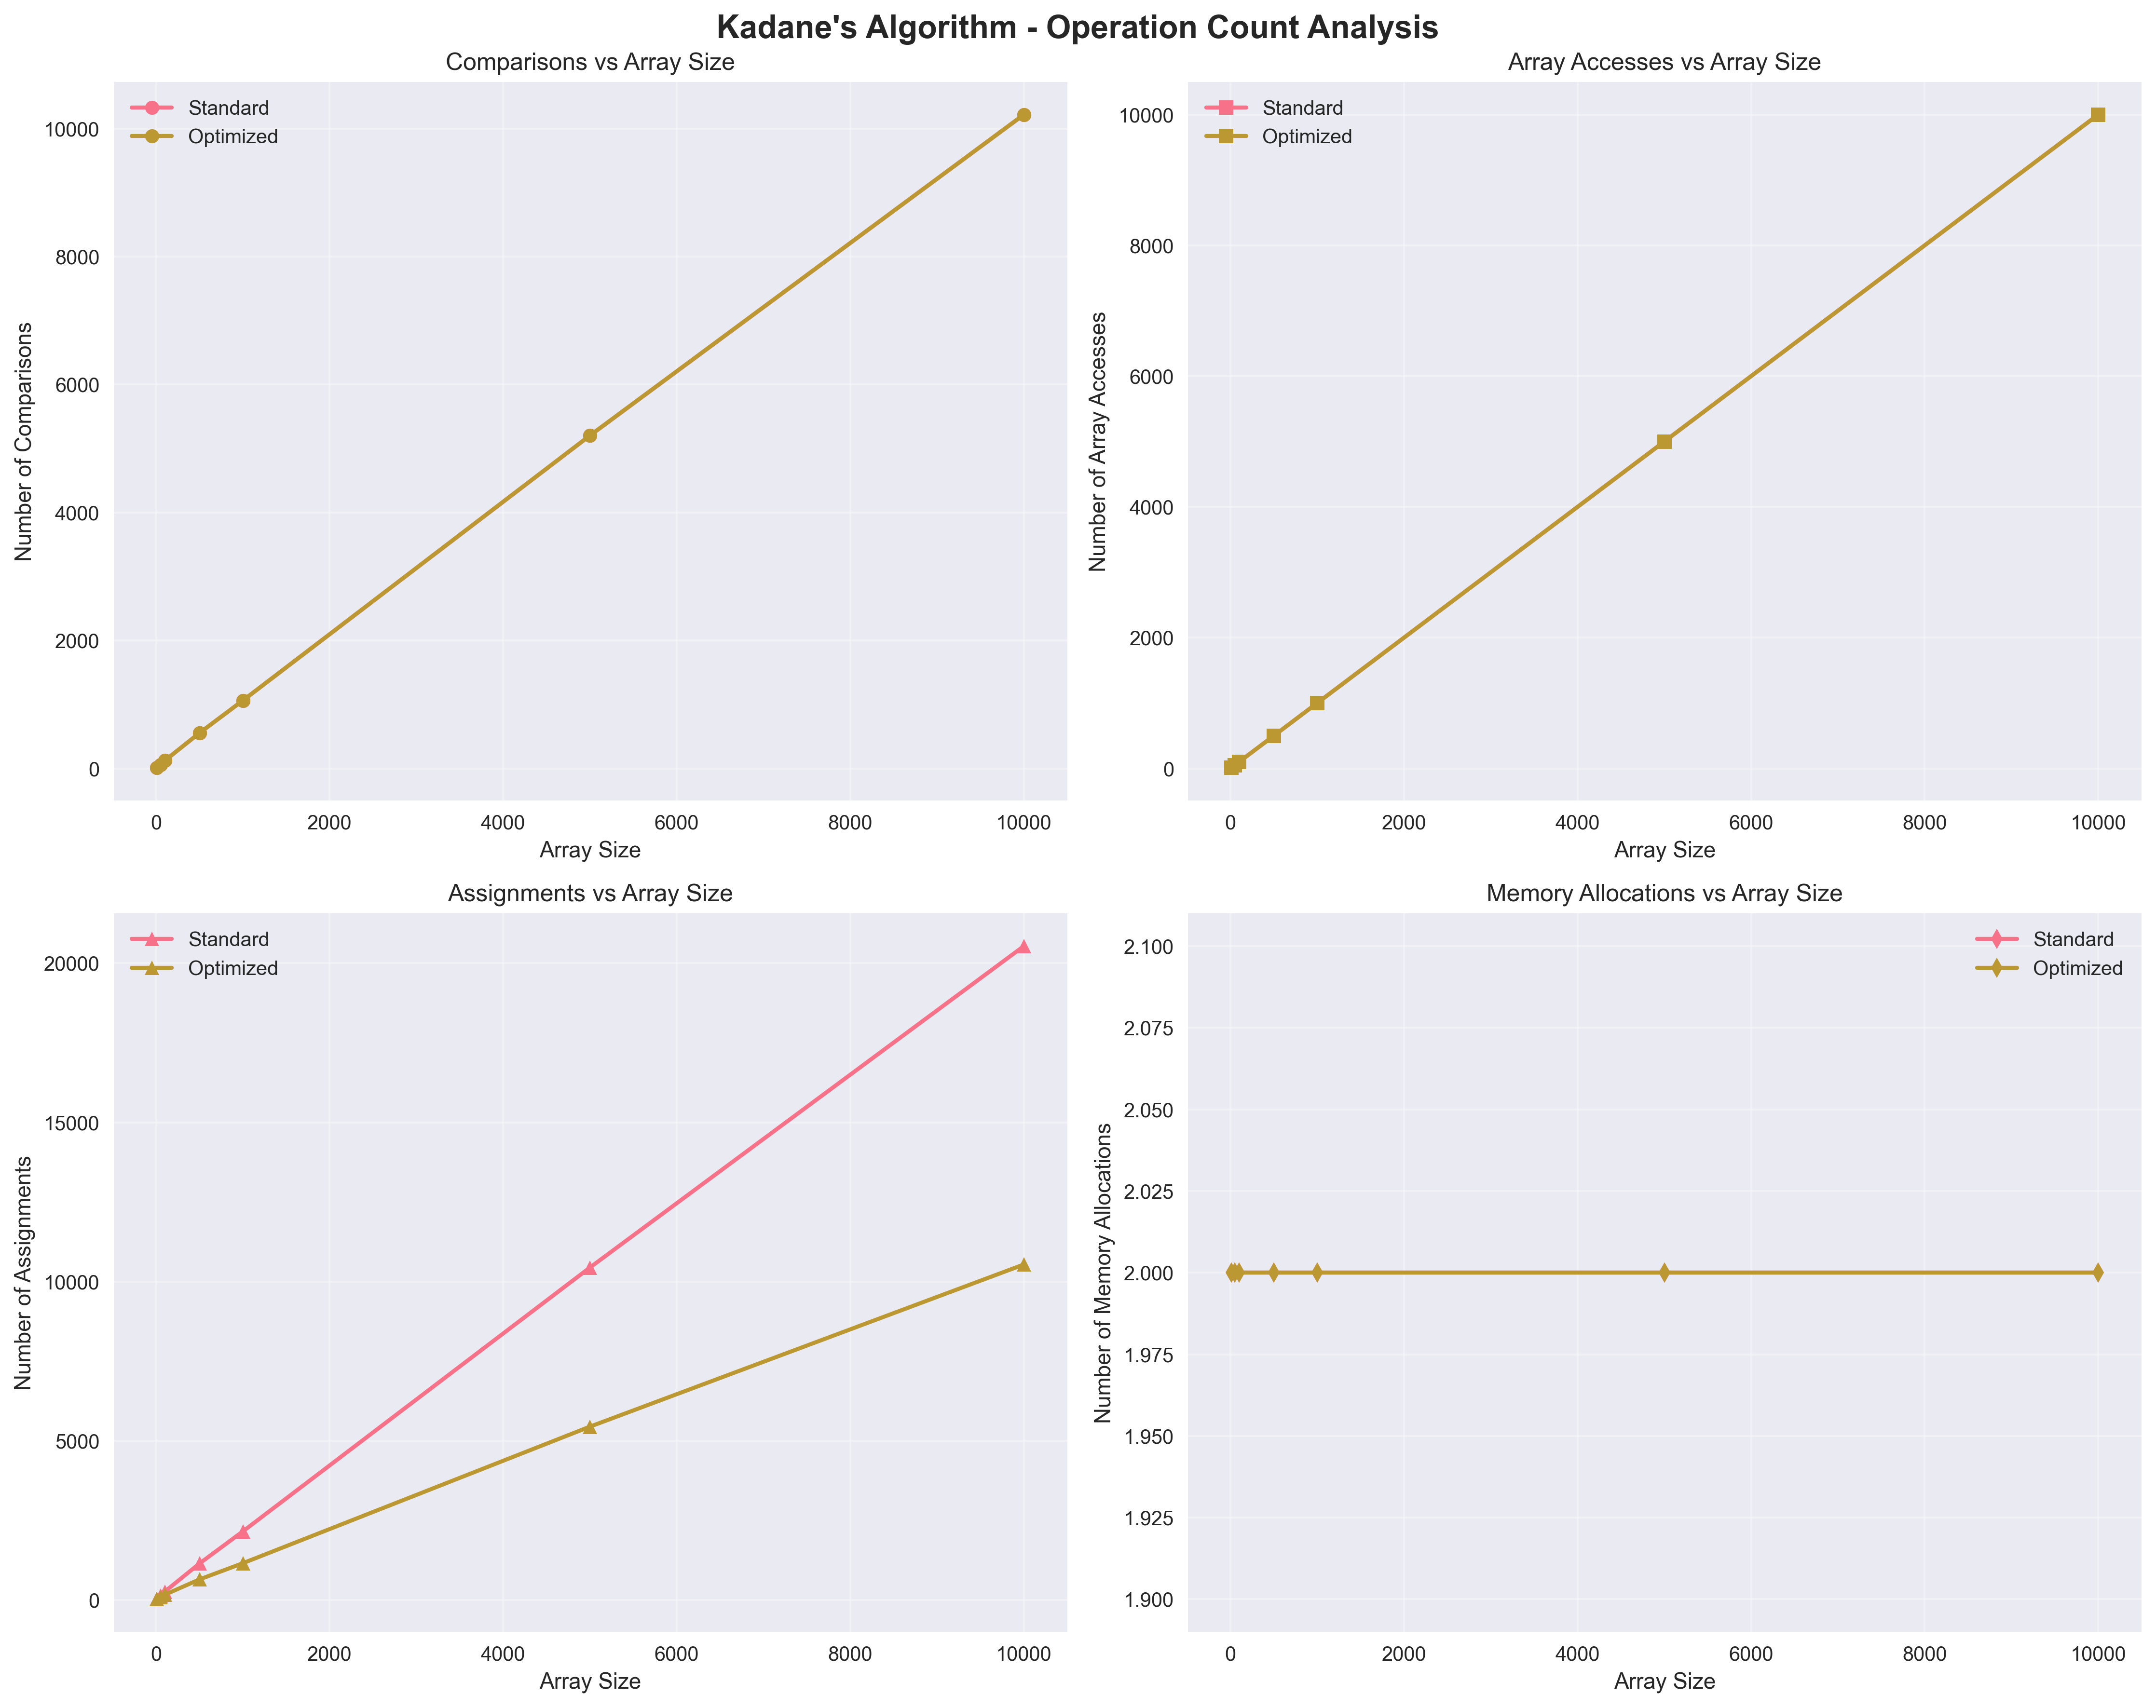 Kadane's Algorithm - Operation Count Analysis
Comparisons vs Array Size
Standard
Optimized
Number of Comparisons
10000
8000
6000
4000
2000
0
0 2000 4000 6000 8000 10000
Array Size
Array Accesses vs Array Size
Standard
Optimized
Number of Array Accesses
10000
8000
6000
4000
2000
0
0 2000 4000 6000 8000 10000
Array Size
Assignments vs Array Size
Standard
Optimized
Number of Assignments
20000
15000
10000
5000
0
0 2000 4000 6000 8000 10000
Array Size
Memory Allocations vs Array Size
Standard
Optimized
Number of Memory Allocations
2.100
2.075
2.050
2.025
2.000
1.975
1.950
1.925
1.900
0 2000 4000 6000 8000 10000
Array Size